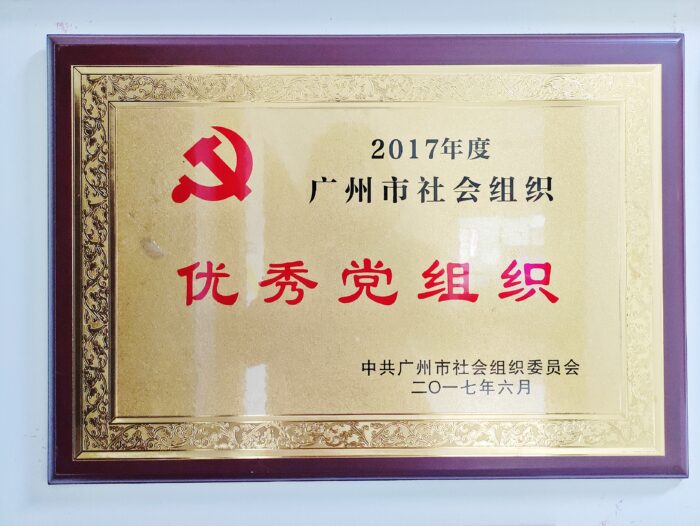 2017年度
广州市社会组织
优秀党组织
中共广州市社会组织委员会
二〇一七年六月